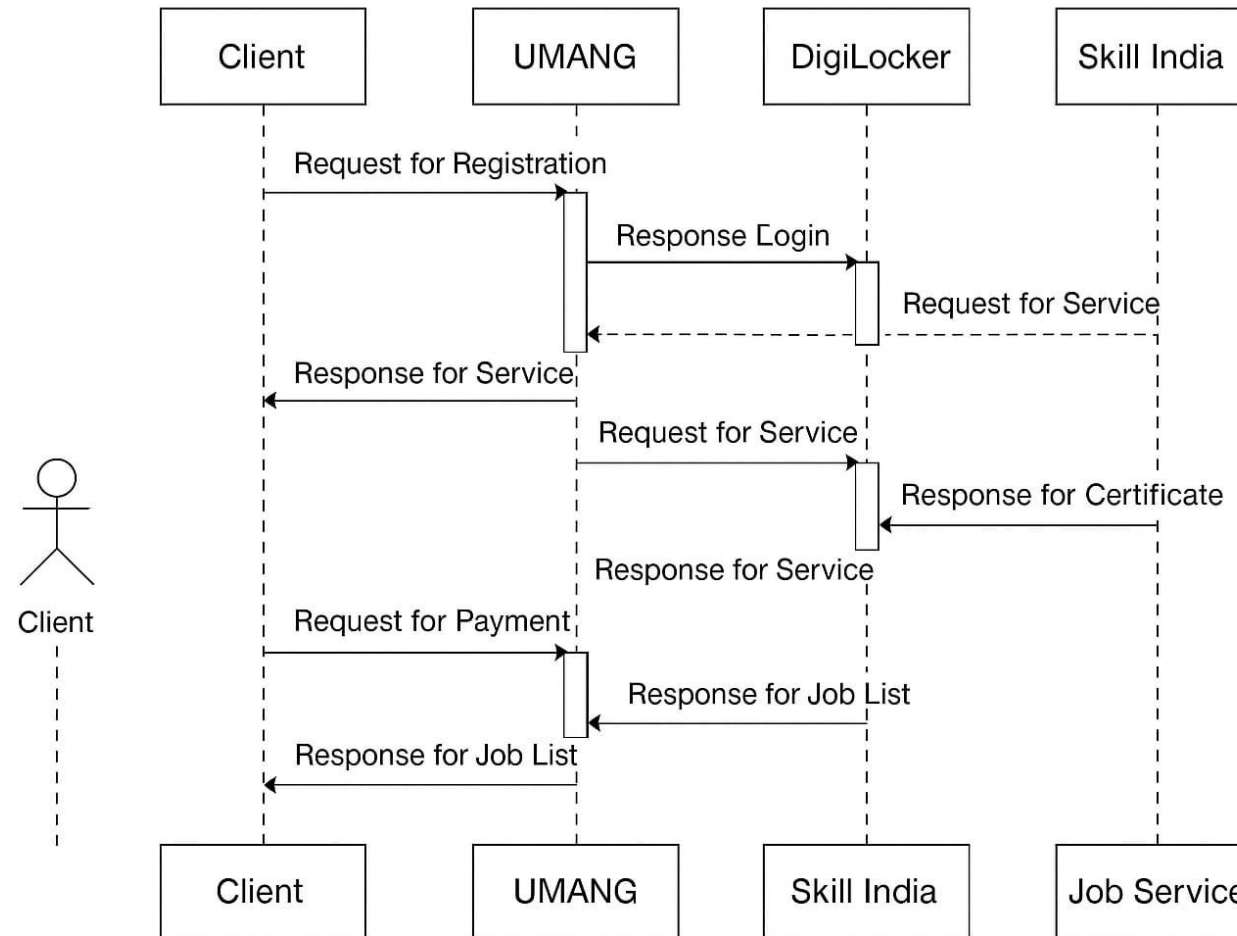 Client
UMANG
DigiLocker
Skill India
Request for Registration
Response Login
Request for Service
Response for Service
Request for Service
Response for Certificate
Response for Service
Client
Request for Payment
Response for Job List
Response for Job List
Client
UMANG
Skill India
Job Service